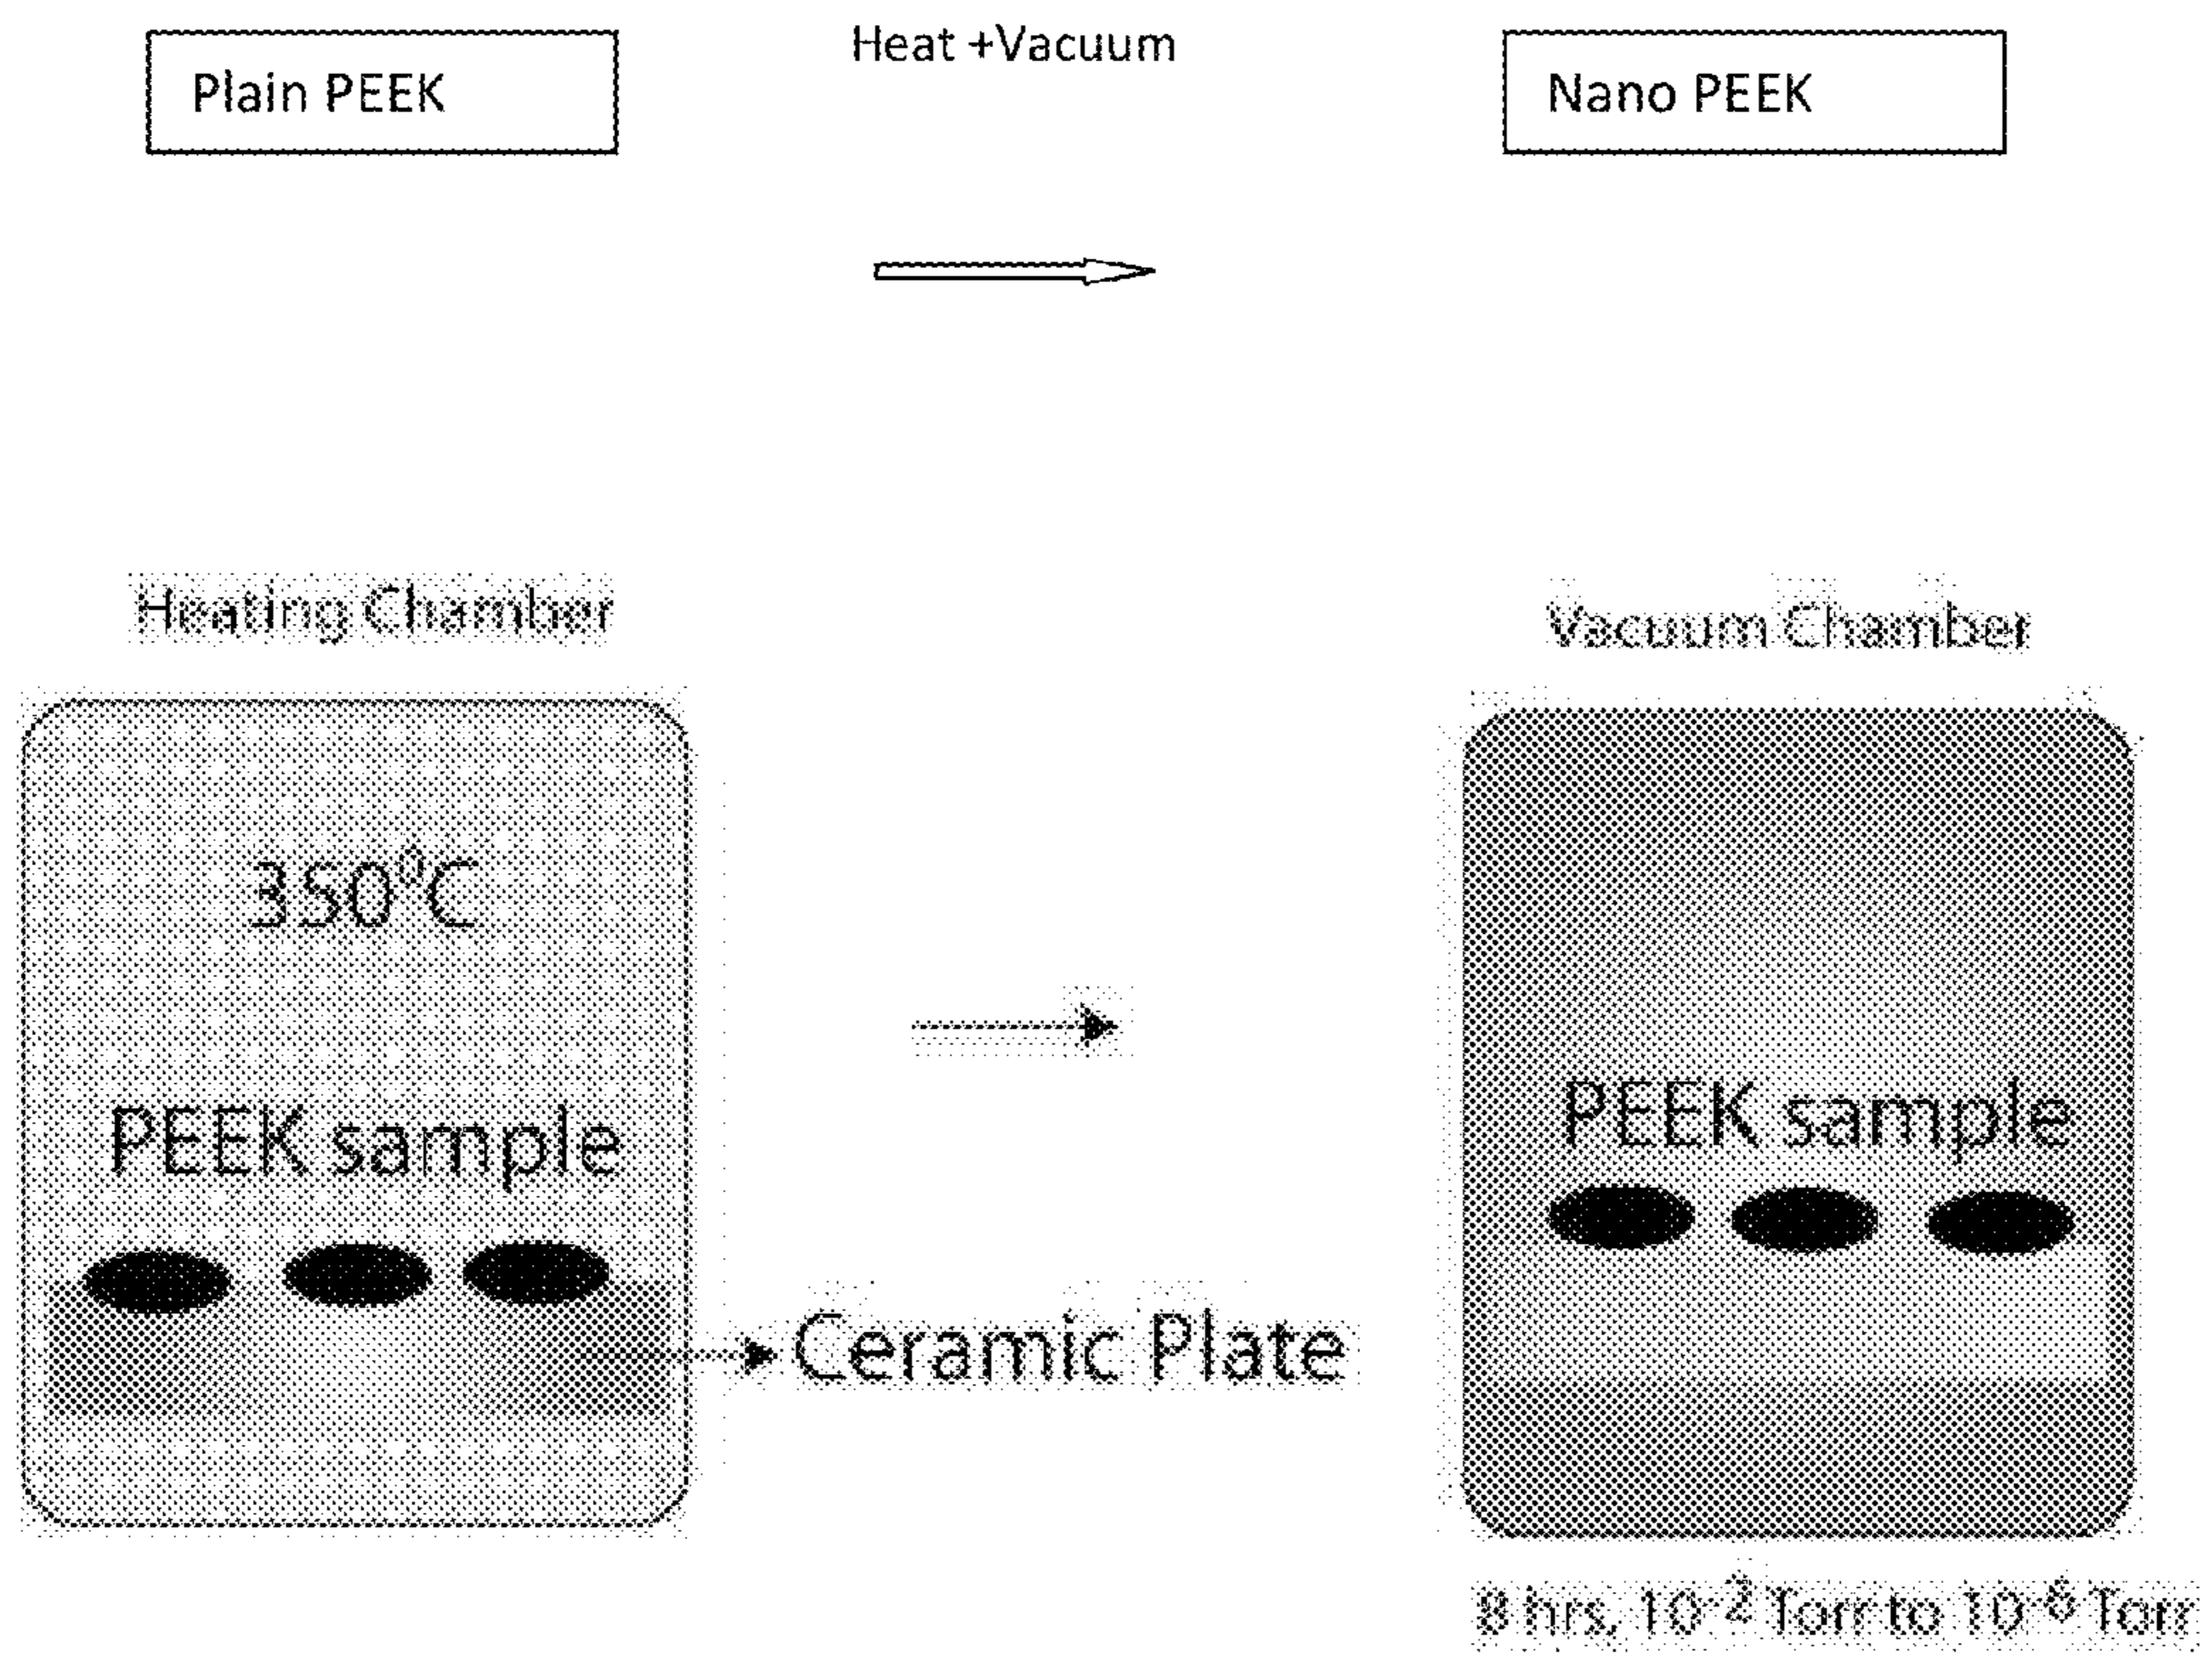 Plain PEEK
Heat +Vacuum
Nano PEEK
Heating Chamber
Vacuum Chamber
350⁰C
PEEK sample
PEEK sample
Ceramic Plate
8 hrs, 10⁻² Torr to 10⁻⁶ Torr